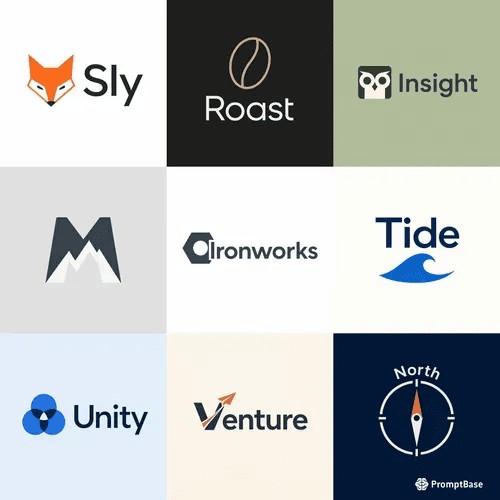 Sly
Roast
Insight
M
Ironworks
Tide
Unity
Venture
North
PromptBase